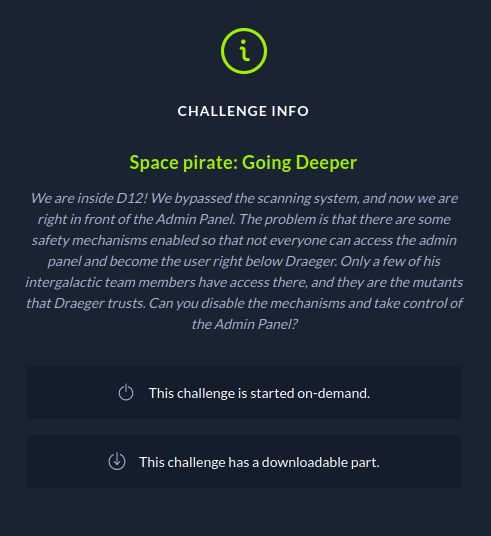 CHALLENGE INFO
Space pirate: Going Deeper
We are inside D12! We bypassed the scanning system, and now we are
right in front of the Admin Panel. The problem is that there are some
safety mechanisms enabled so that not everyone can access the admin
panel and become the user right below Draeger. Only a few of his
intergalactic team members have access there, and they are the mutants
that Draeger trusts. Can you disable the mechanisms and take control of
the Admin Panel?
This challenge is started on-demand.
This challenge has a downloadable part.